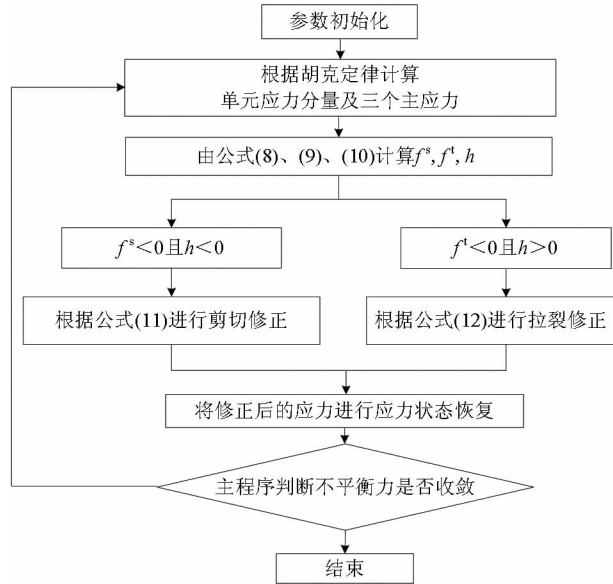 参数初始化
根据胡克定律计算
单元应力分量及三个主应力
由公式(8)、(9)、(10)计算fˢ, fᵗ, h
fˢ＜0且h＜0
fᵗ＜0且h＞0
根据公式(11)进行剪切修正
根据公式(12)进行拉裂修正
将修正后的应力进行应力状态恢复
主程序判断不平衡力是否收敛
结束